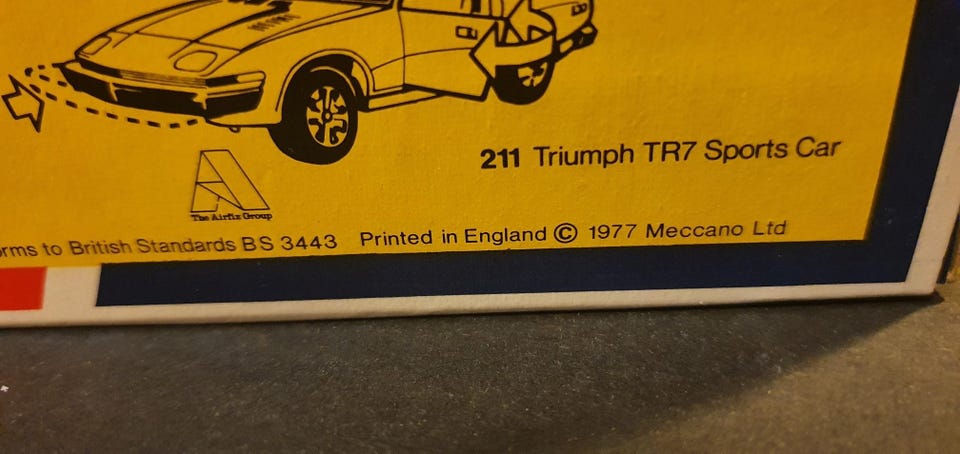 211 Triumph TR7 Sports Car
The Airfix Group
orms to British Standards BS 3443 Printed in England © 1977 Meccano Ltd